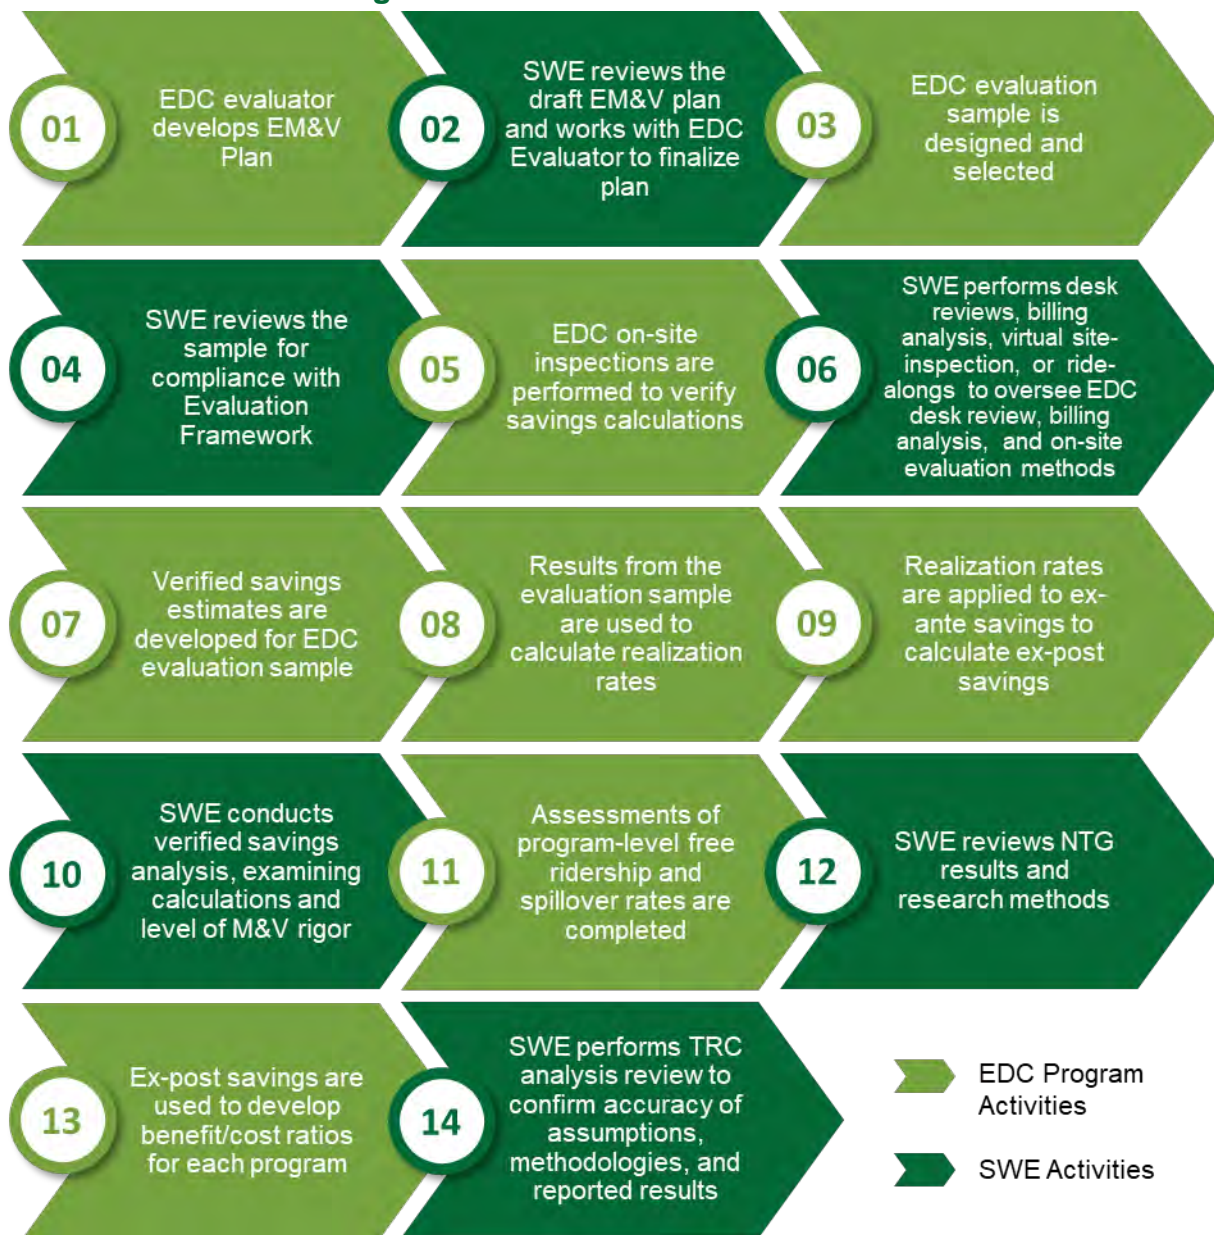 01
EDC evaluator
develops EM&V
Plan
02
SWE reviews the
draft EM&V plan
and works with EDC
Evaluator to finalize
plan
03
EDC evaluation
sample is
designed and
selected
04
SWE reviews the
sample for
compliance with
Evaluation
Framework
05
EDC on-site
inspections are
performed to verify
savings calculations
06
SWE performs desk
reviews, billing
analysis, virtual site-
inspection, or ride-
alongs to oversee EDC
desk review, billing
analysis, and on-site
evaluation methods
07
Verified savings
estimates are
developed for EDC
evaluation sample
08
Results from the
evaluation sample
are used to
calculate realization
rates
09
Realization rates
are applied to ex-
ante savings to
calculate ex-post
savings
10
SWE conducts
verified savings
analysis, examining
calculations and
level of M&V rigor
11
Assessments of
program-level free
ridership and
spillover rates are
completed
12
SWE reviews NTG
results and
research methods
13
Ex-post savings are
used to develop
benefit/cost ratios
for each program
14
SWE performs TRC
analysis review to
confirm accuracy of
assumptions,
methodologies, and
reported results
EDC Program
Activities
SWE Activities